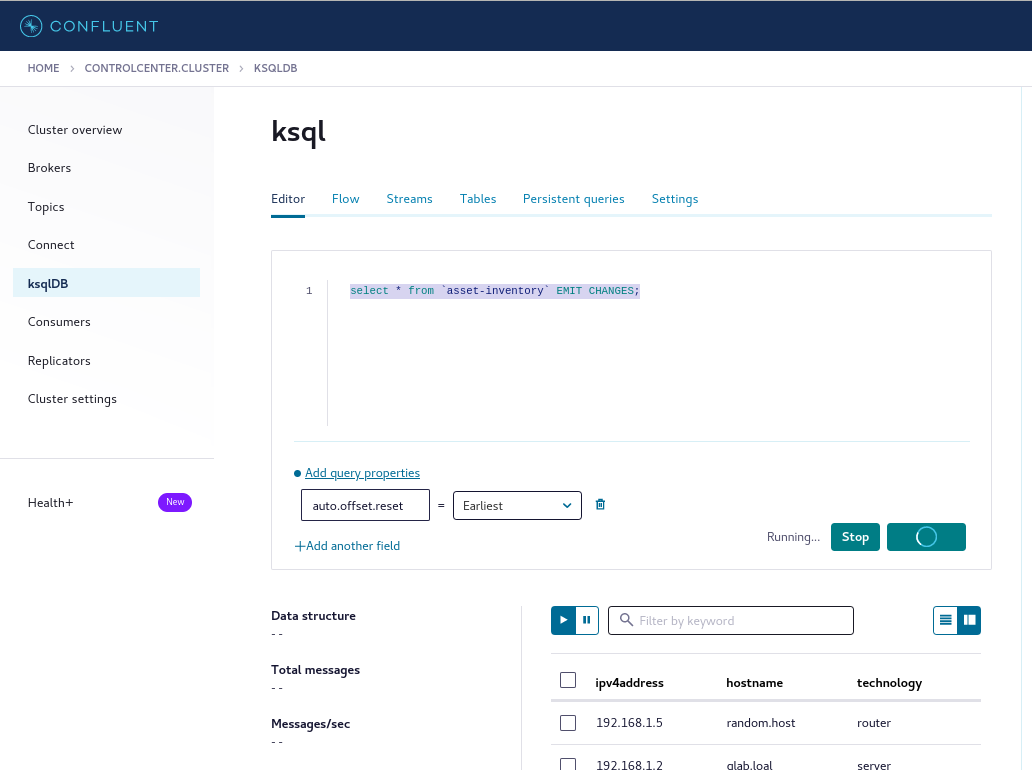 CONFLUENT
HOME > CONTROLCENTER.CLUSTER > KSQLDB
Cluster overview
Brokers
Topics
Connect
ksqlDB
Consumers
Replicators
Cluster settings
Health+ New
ksql
Editor Flow Streams Tables Persistent queries Settings
1 select * from `asset-inventory` EMIT CHANGES;
Add query properties
auto.offset.reset = Earliest
+Add another field
Running... Stop
Data structure
--
Total messages
--
Messages/sec
--
Filter by keyword
ipv4address hostname technology
192.168.1.5 random.host router
192.168.1.2 glab.loal server